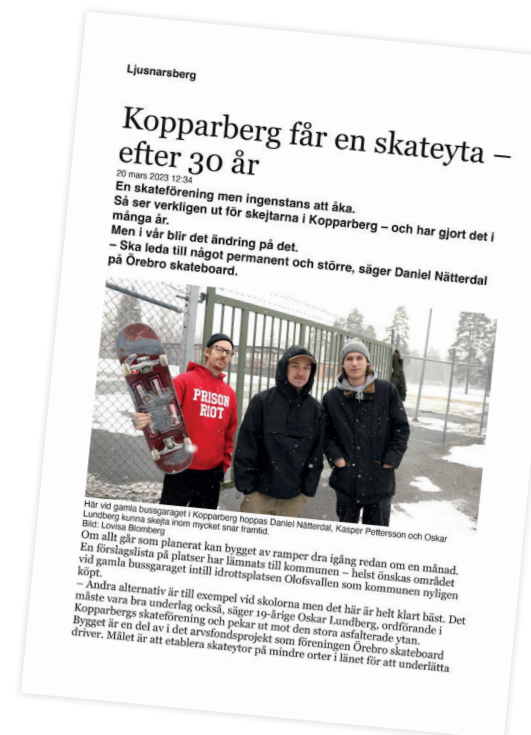 Ljusnarsberg
Kopparberg får en skateyta –
efter 30 år
20 mars 2023 12:34
En skateförening men ingenstans att åka.
Så ser verkligen ut för skejtarna i Kopparberg – och har gjort det i
många år.
Men i vår blir det ändring på det.
– Ska leda till något permanent och större, säger Daniel Nätterdal
på Örebro skateboard.
PRISON
RIOT
Här vid gamla bussgaraget i Kopparberg hoppas Daniel Nätterdal, Kasper Pettersson och Oskar
Lundberg kunna skejta inom mycket snar framtid.
Bild: Lovisa Blomberg
Om allt går som planerat kan bygget av ramper dra igång redan om en månad.
En förslagslista på platser har lämnats till kommunen – helst önskas området
vid gamla bussgaraget intill idrottsplatsen Olofsvallen som kommunen nyligen
köpt.
– Andra alternativ är till exempel vid skolorna men det här är helt klart bäst. Det
måste vara bra underlag också, säger 19-årige Oskar Lundberg, ordförande i
Kopparbergs skateförening och pekar ut mot den stora asfalterade ytan.
Bygget är en del av i det arvsfondsprojekt som föreningen Örebro skateboard
driver. Målet är att etablera skateytor på mindre orter i länet för att underlätta